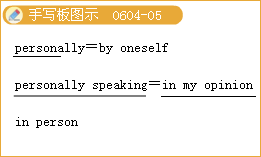 手写板图示 0604-05
personally＝by oneself
personally speaking＝in my opinion
in person